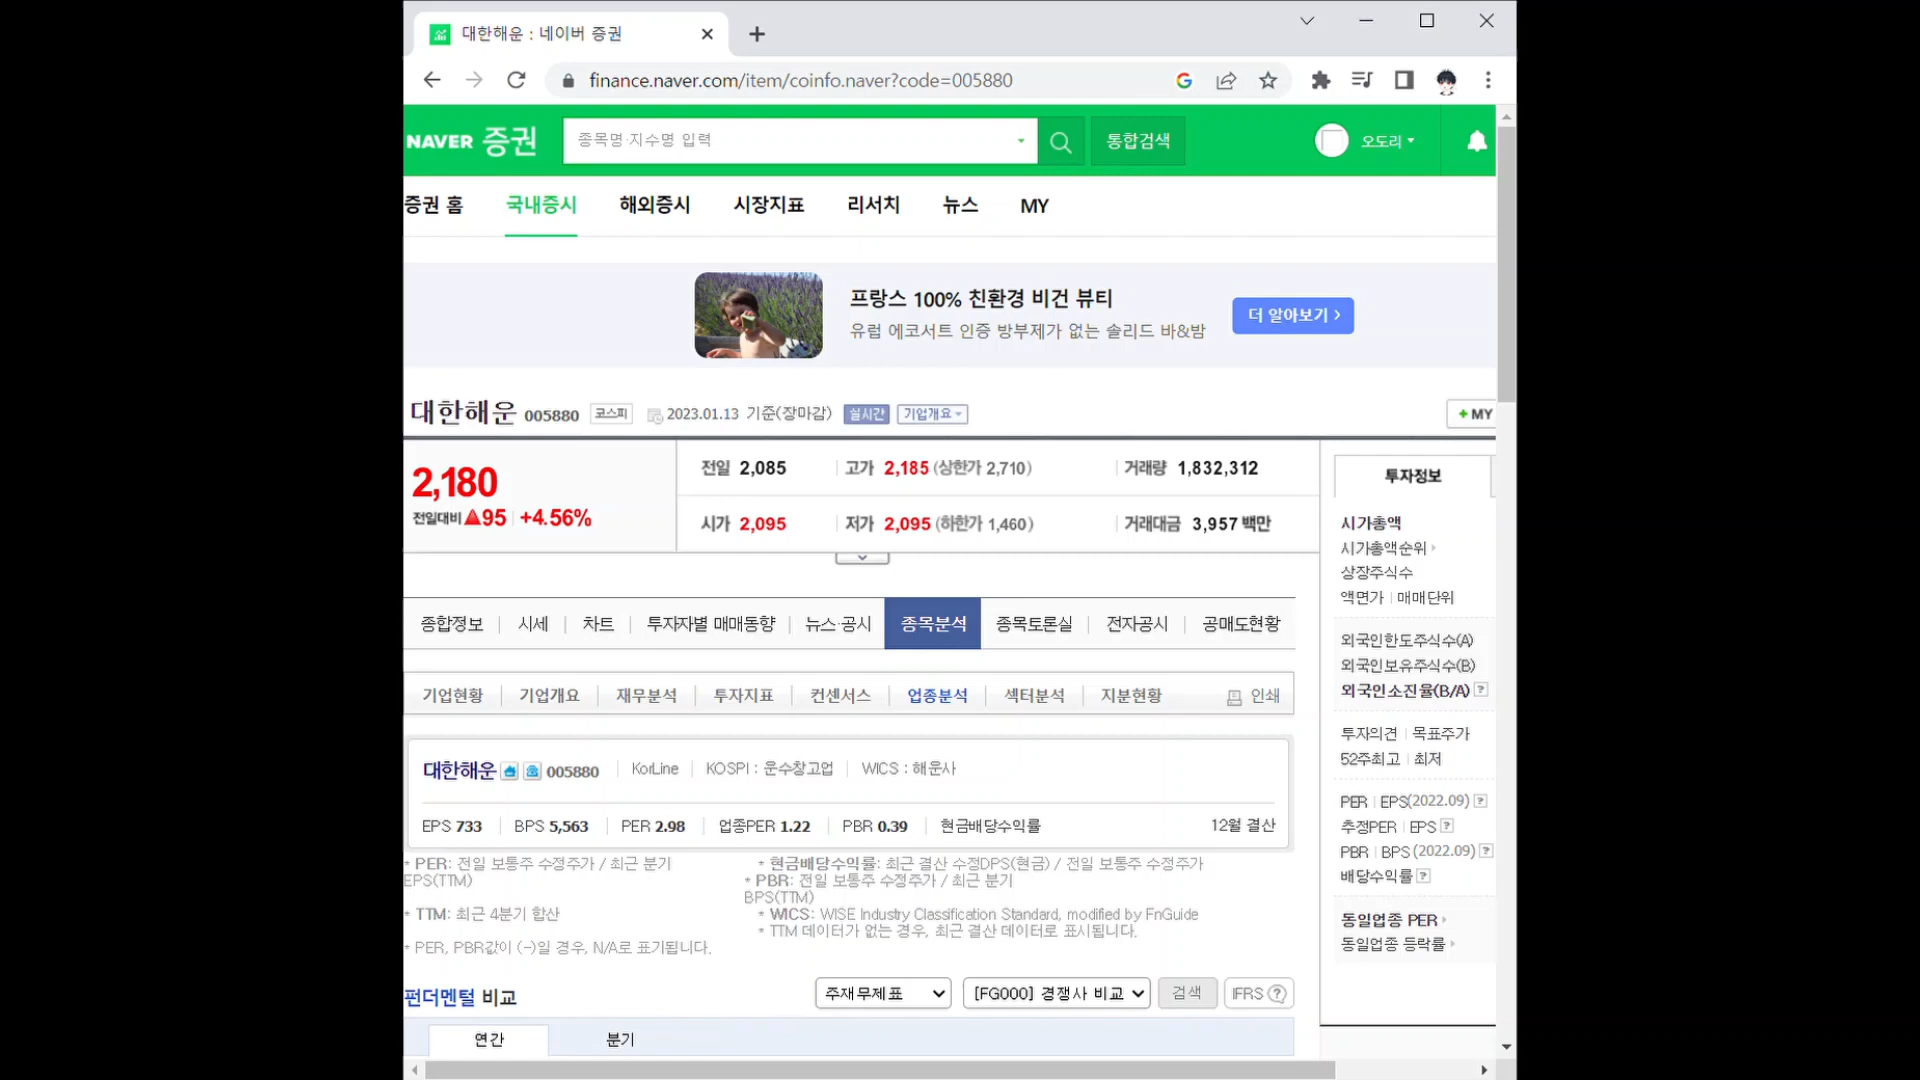 대한해운 : 네이버 증권
finance.naver.com/item/coinfo.naver?code=005880
NAVER 증권
종목명·지수명 입력
통합검색
오도리
증권 홈 국내증시 해외증시 시장지표 리서치 뉴스 MY
프랑스 100% 친환경 비건 뷰티
유럽 에코서트 인증 방부제가 없는 솔리드 바&밤
더 알아보기 >
대한해운 005880 코스피 2023.01.13 기준(장마감) 실시간 기업개요
+ MY
2,180
전일대비 ▲95 +4.56%
전일 2,085 고가 2,185 (상한가 2,710) 거래량 1,832,312
시가 2,095 저가 2,095 (하한가 1,460) 거래대금 3,957 백만
투자정보
시가총액
시가총액순위
상장주식수
액면가 매매단위
외국인한도주식수(A)
외국인보유주식수(B)
외국인소진율(B/A) ?
투자의견 목표주가
52주최고 최저
PER EPS(2022.09) ?
추정PER EPS ?
PBR BPS (2022.09) ?
배당수익률 ?
동일업종 PER
동일업종 등락률
종합정보 시세 차트 투자자별 매매동향 뉴스·공시 종목분석 종목토론실 전자공시 공매도현황
기업현황 기업개요 재무분석 투자지표 컨센서스 업종분석 섹터분석 지분현황 인쇄
대한해운 005880 KorLine KOSPI : 운수창고업 WICS : 해운사
EPS 733 BPS 5,563 PER 2.98 업종PER 1.22 PBR 0.39 현금배당수익률 12월 결산
* PER: 전일 보통주 수정주가 / 최근 분기
EPS(TTM)
* TTM: 최근 4분기 합산
* PER, PBR값이 (-)일 경우, N/A로 표기됩니다.
* 현금배당수익률: 최근 결산 수정DPS(현금) / 전일 보통주 수정주가
* PBR: 전일 보통주 수정주가 / 최근 분기
BPS(TTM)
* WICS: WISE Industry Classification Standard, modified by FnGuide
* TTM 데이터가 없는 경우, 최근 결산 데이터로 표시됩니다.
펀더멘털 비교
주재무제표 [FG000] 경쟁사 비교 검색 IFRS ?
연간 분기